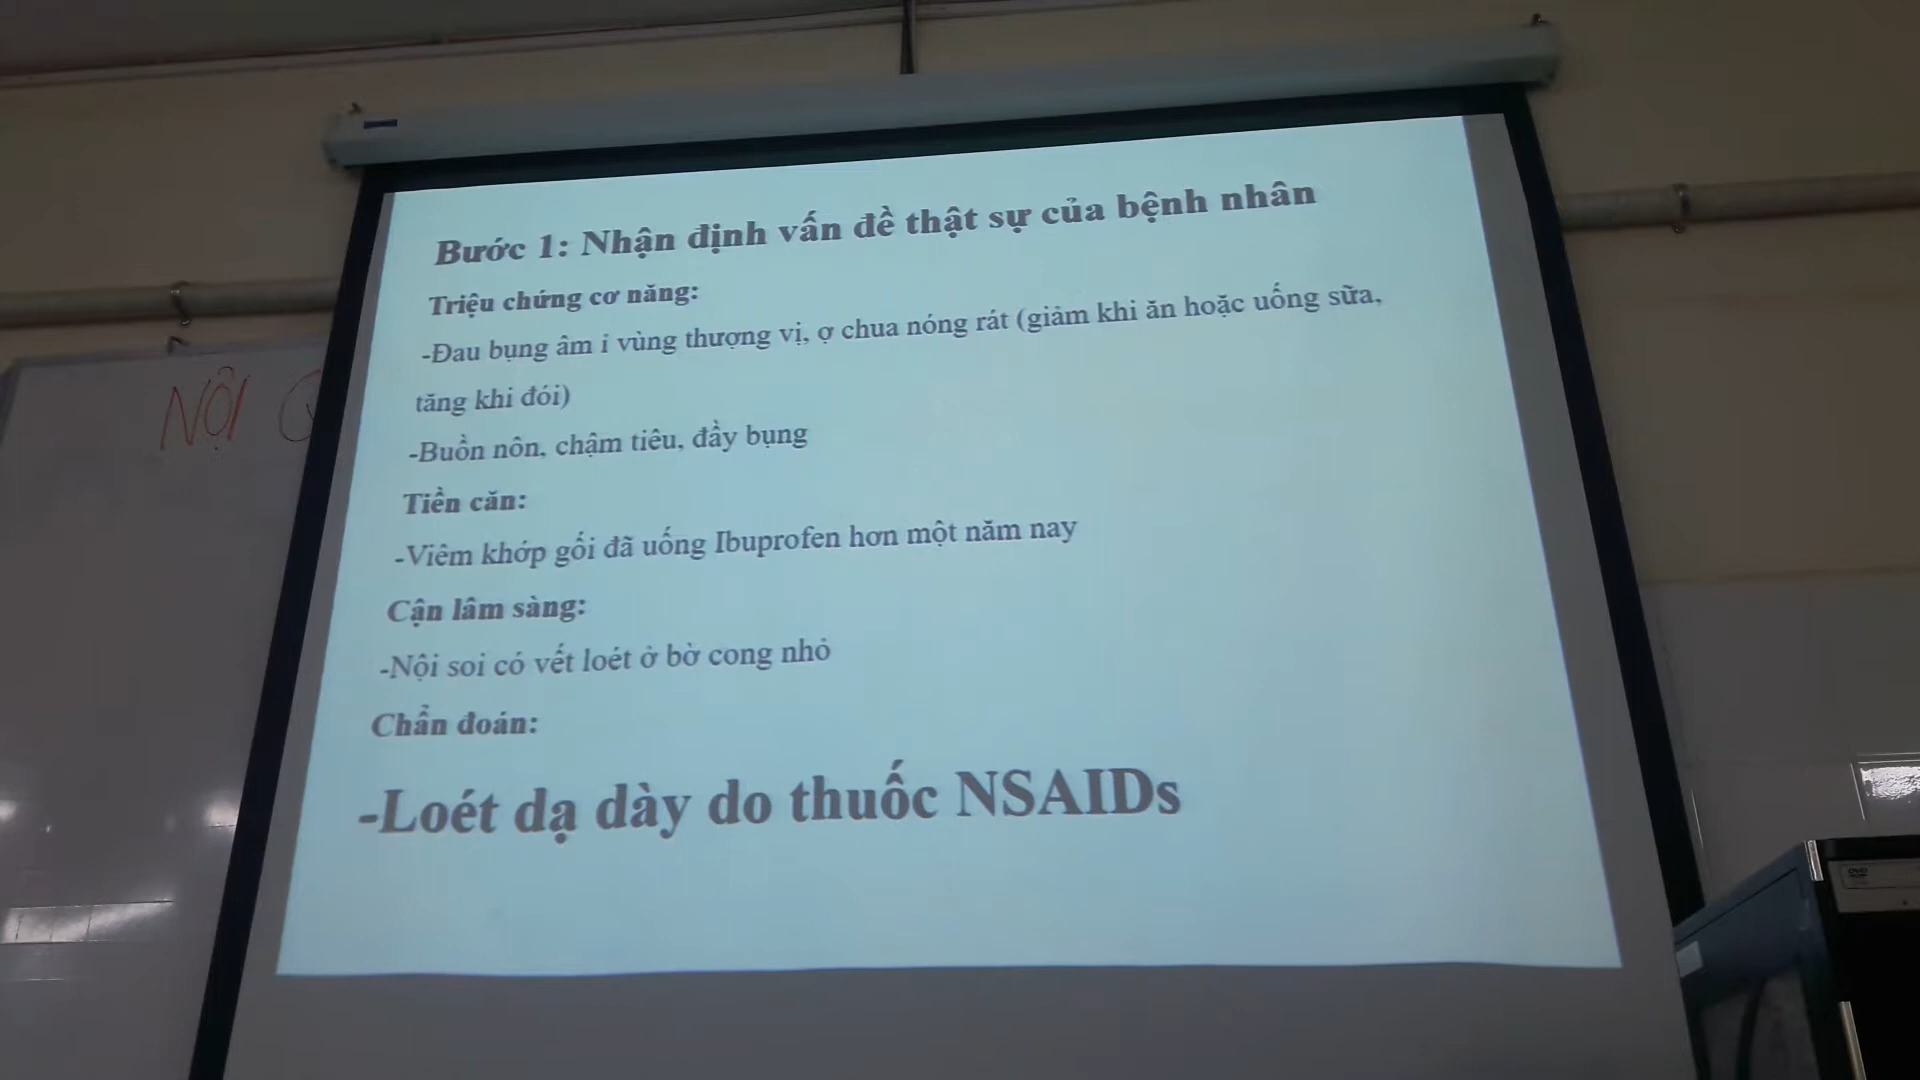 Bước 1: Nhận định vấn đề thật sự của bệnh nhân
Triệu chứng cơ năng:
-Đau bụng âm ỉ vùng thượng vị, ợ chua nóng rát (giảm khi ăn hoặc uống sữa,
tăng khi đói)
-Buồn nôn, chậm tiêu, đầy bụng
Tiền căn:
-Viêm khớp gối đã uống Ibuprofen hơn một năm nay
Cận lâm sàng:
-Nội soi có vết loét ở bờ cong nhỏ
Chẩn đoán:
-Loét dạ dày do thuốc NSAIDs
NỘI